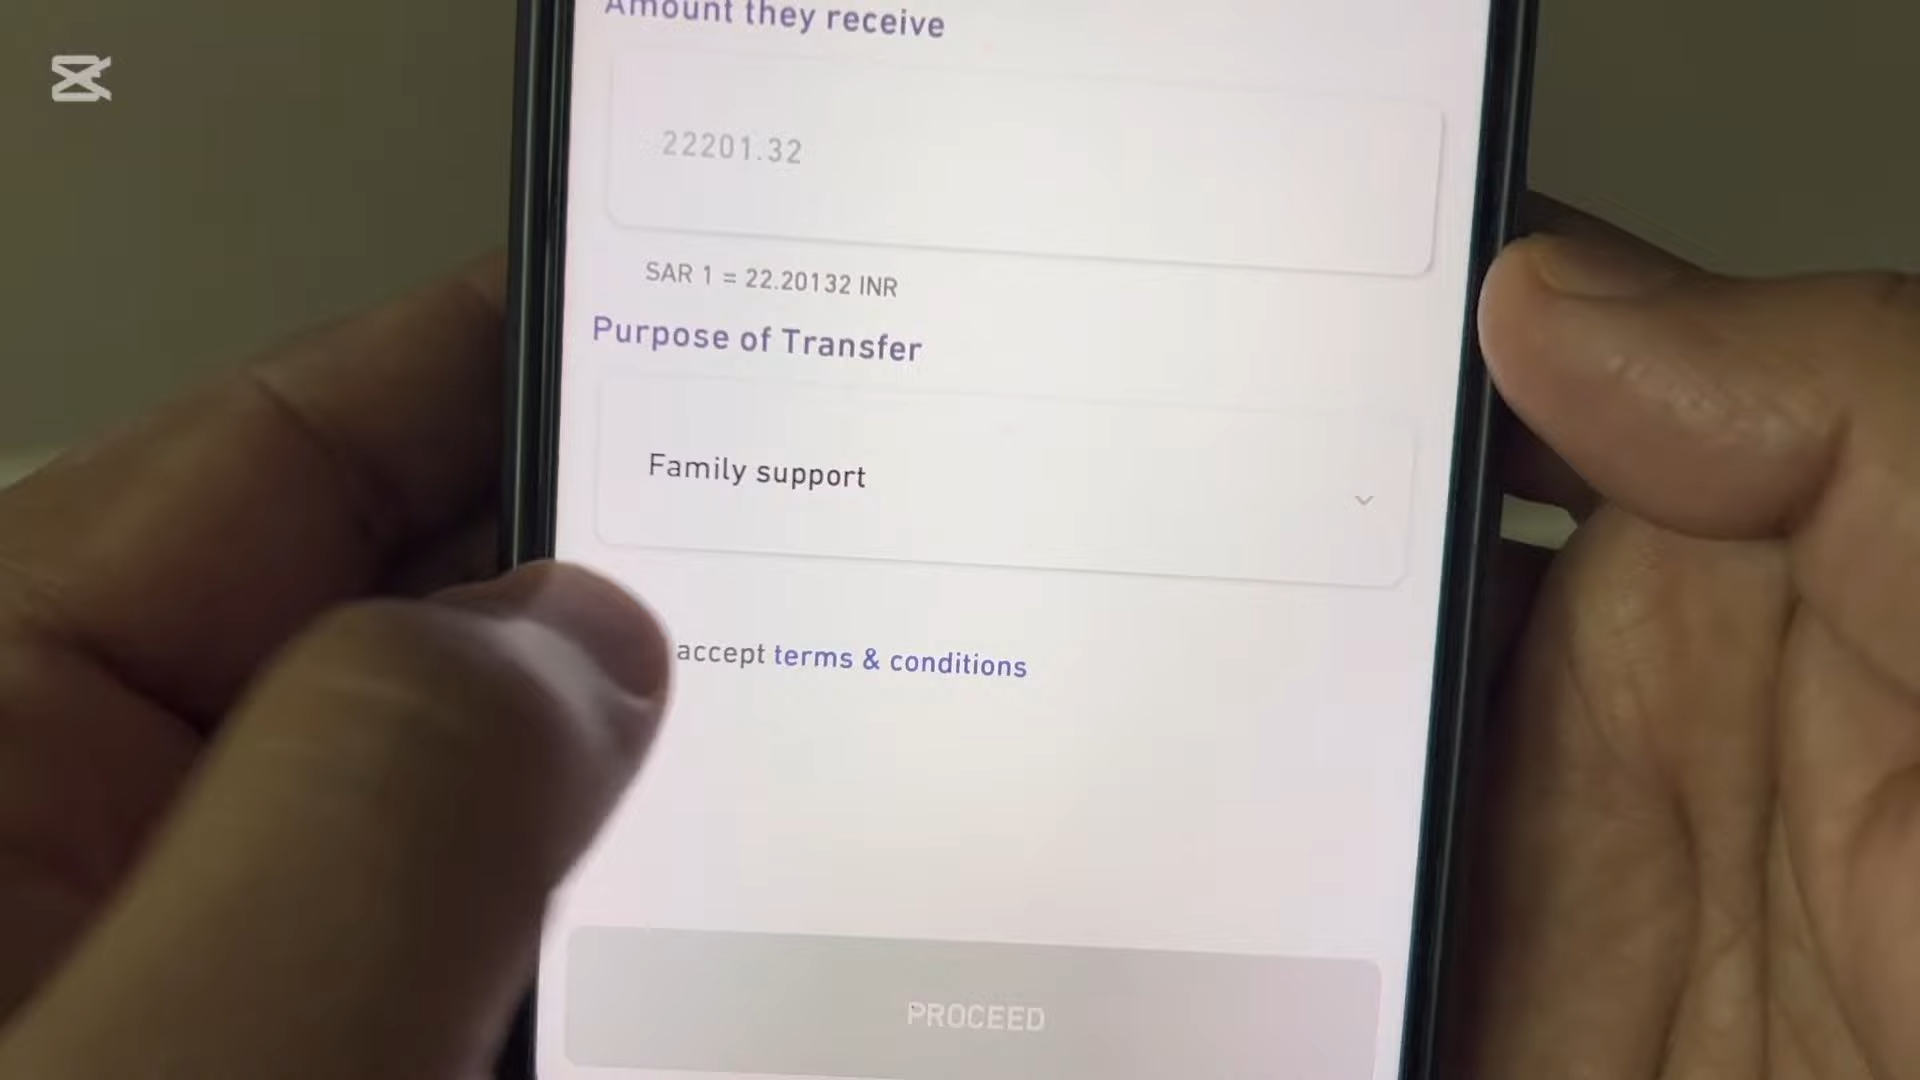 Amount they receive
22201.32
SAR 1 = 22.20132 INR
Purpose of Transfer
Family support
accept terms & conditions
PROCEED